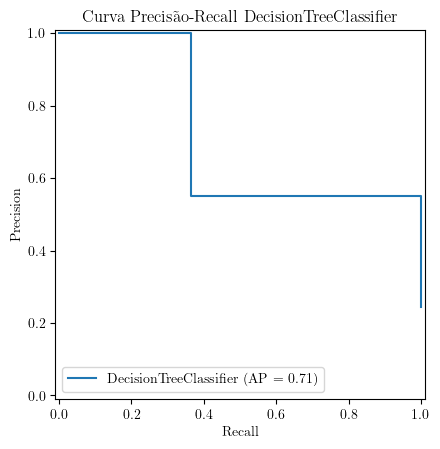 Curva Precisão-Recall DecisionTreeClassifier
1.0
0.8
0.6
0.4
0.2
0.0
Precision
DecisionTreeClassifier (AP = 0.71)
0.0 0.2 0.4 0.6 0.8 1.0
Recall